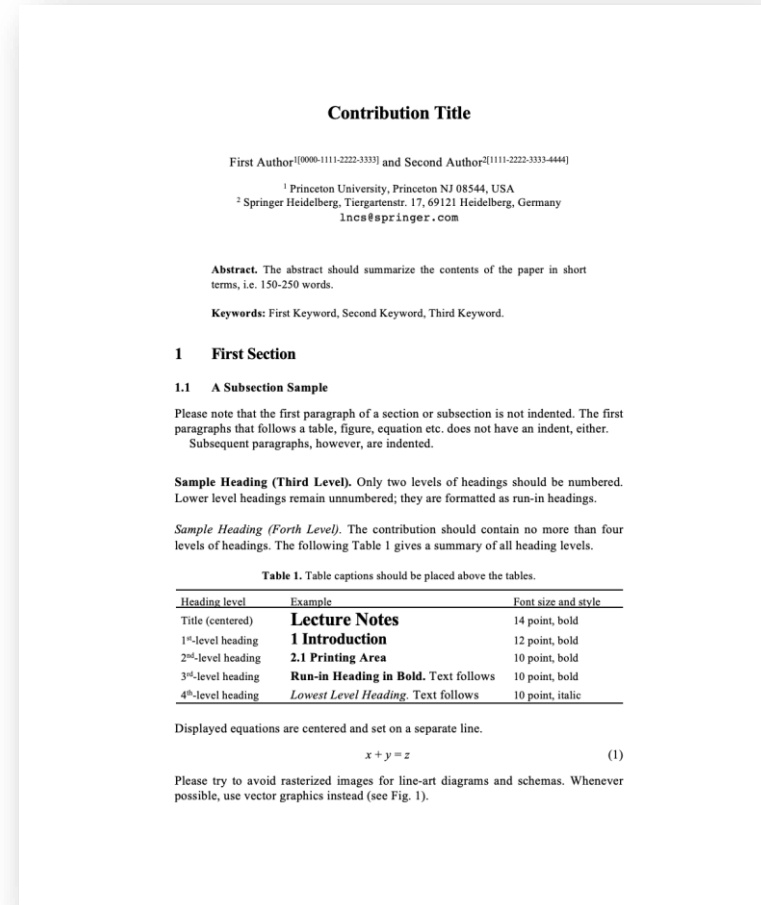 Contribution Title
First Author1[0000-1111-2222-3333] and Second Author2[1111-2222-3333-4444]
1 Princeton University, Princeton NJ 08544, USA
2 Springer Heidelberg, Tiergartenstr. 17, 69121 Heidelberg, Germany
lncs@springer.com
Abstract. The abstract should summarize the contents of the paper in short
terms, i.e. 150-250 words.
Keywords: First Keyword, Second Keyword, Third Keyword.
1 First Section
1.1 A Subsection Sample
Please note that the first paragraph of a section or subsection is not indented. The first
paragraphs that follows a table, figure, equation etc. does not have an indent, either.
Subsequent paragraphs, however, are indented.
Sample Heading (Third Level). Only two levels of headings should be numbered.
Lower level headings remain unnumbered; they are formatted as run-in headings.
Sample Heading (Forth Level). The contribution should contain no more than four
levels of headings. The following Table 1 gives a summary of all heading levels.
Table 1. Table captions should be placed above the tables.
Heading level Example Font size and style
Title (centered) Lecture Notes 14 point, bold
1st-level heading 1 Introduction 12 point, bold
2nd-level heading 2.1 Printing Area 10 point, bold
3rd-level heading Run-in Heading in Bold. Text follows 10 point, bold
4th-level heading Lowest Level Heading. Text follows 10 point, italic
Displayed equations are centered and set on a separate line.
x + y = z (1)
Please try to avoid rasterized images for line-art diagrams and schemas. Whenever
possible, use vector graphics instead (see Fig. 1).